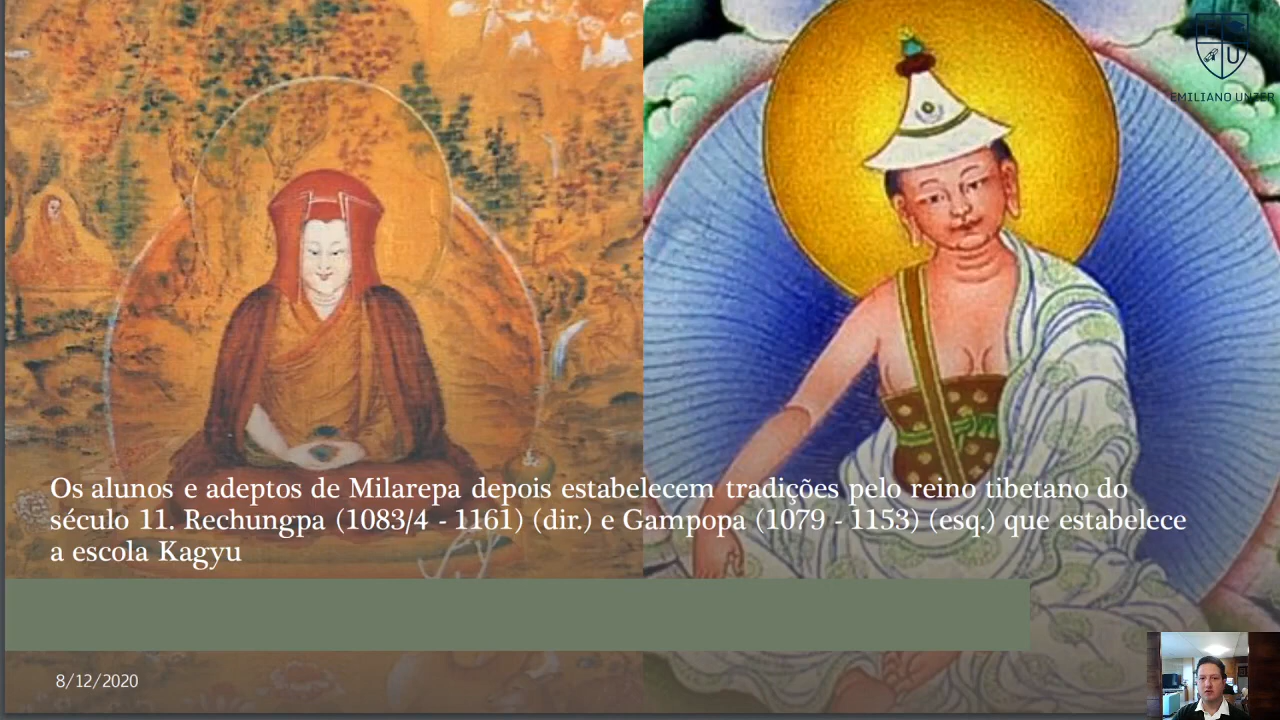 EMILIANO UNZER
Os alunos e adeptos de Milarepa depois estabelecem tradições pelo reino tibetano do
século 11. Rechungpa (1083/4 - 1161) (dir.) e Gampopa (1079 - 1153) (esq.) que estabelece
a escola Kagyu
8/12/2020